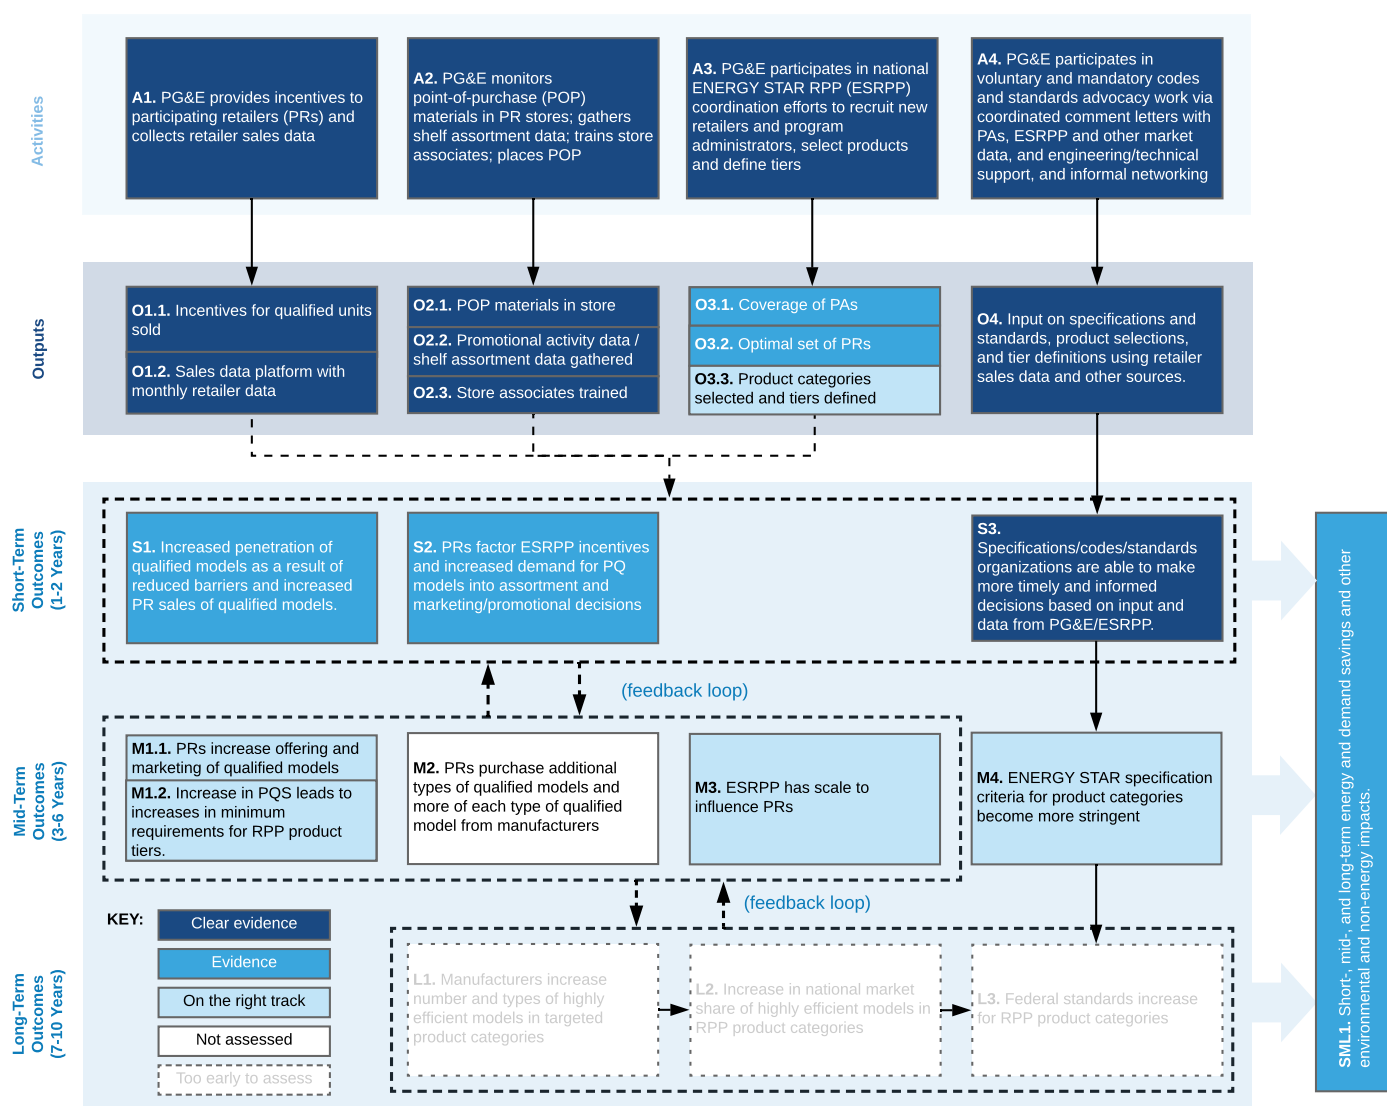 Activities
A1. PG&E provides incentives to
participating retailers (PRs) and
collects retailer sales data
A2. PG&E monitors
point-of-purchase (POP)
materials in PR stores; gathers
shelf assortment data; trains store
associates; places POP
A3. PG&E participates in national
ENERGY STAR RPP (ESRPP)
coordination efforts to recruit new
retailers and program
administrators, select products
and define tiers
A4. PG&E participates in
voluntary and mandatory codes
and standards advocacy work via
coordinated comment letters with
PAs, ESRPP and other market
data, and engineering/technical
support, and informal networking
Outputs
O1.1. Incentives for qualified units
sold
O1.2. Sales data platform with
monthly retailer data
O2.1. POP materials in store
O2.2. Promotional activity data /
shelf assortment data gathered
O2.3. Store associates trained
O3.1. Coverage of PAs
O3.2. Optimal set of PRs
O3.3. Product categories
selected and tiers defined
O4. Input on specifications and
standards, product selections,
and tier definitions using retailer
sales data and other sources.
Short-Term
Outcomes
(1-2 Years)
S1. Increased penetration of
qualified models as a result of
reduced barriers and increased
PR sales of qualified models.
S2. PRs factor ESRPP incentives
and increased demand for PQ
models into assortment and
marketing/promotional decisions
S3.
Specifications/codes/standards
organizations are able to make
more timely and informed
decisions based on input and
data from PG&E/ESRPP.
(feedback loop)
Mid-Term
Outcomes
(3-6 Years)
M1.1. PRs increase offering and
marketing of qualified models
M1.2. Increase in PQS leads to
increases in minimum
requirements for RPP product
tiers.
M2. PRs purchase additional
types of qualified models and
more of each type of qualified
model from manufacturers
M3. ESRPP has scale to
influence PRs
M4. ENERGY STAR specification
criteria for product categories
become more stringent
(feedback loop)
KEY:
Clear evidence
Evidence
On the right track
Not assessed
Too early to assess
Long-Term
Outcomes
(7-10 Years)
L1. Manufacturers increase
number and types of highly
efficient models in targeted
product categories
L2. Increase in national market
share of highly efficient models in
RPP product categories
L3. Federal standards increase
for RPP product categories
SML1. Short-, mid-, and long-term energy and demand savings and other
environmental and non-energy impacts.